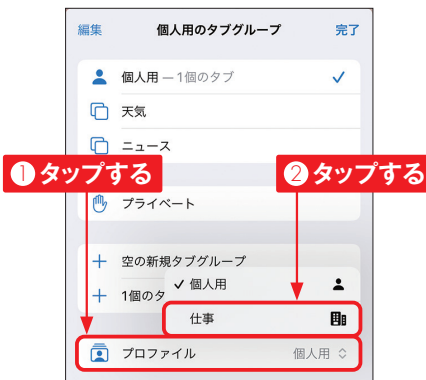 編集 個人用のタブグループ 完了
個人用 — 1個のタブ
天気
ニュース
①タップする ②タップする
プライベート
空の新規タブグループ
個人用
1個のタ
仕事
プロファイル 個人用